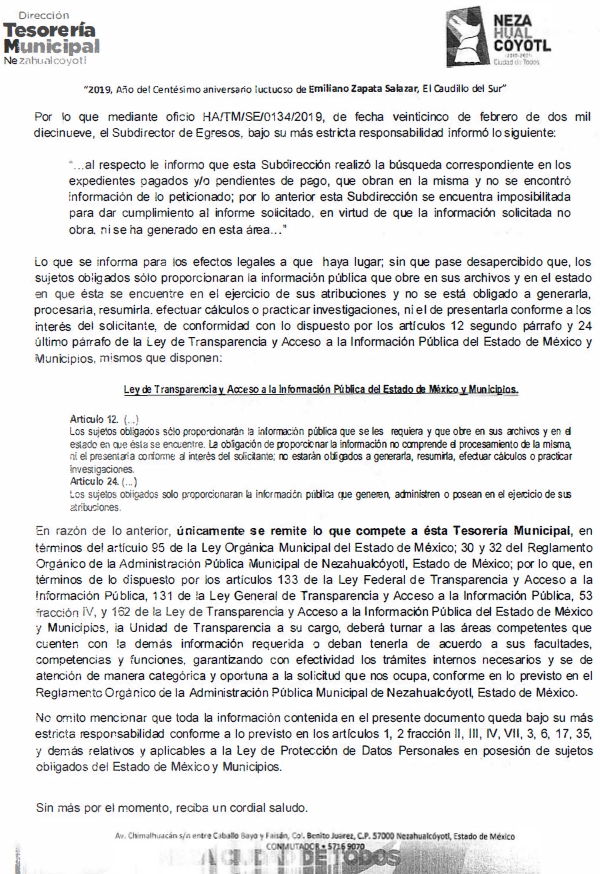 Dirección
Tesorería
Municipal
Nezahualcoyotl
NEZA
HUAL
COYOTL
Ciudad de Todos
"2019, Año del Centésimo aniversario luctuoso de Emiliano Zapata Salazar, El Caudillo del Sur"
Por lo que mediante oficio HA/TM/SE/0134/2019, de fecha veinticinco de febrero de dos mil
diecinueve, el Subdirector de Egresos, bajo su más estricta responsabilidad informó lo siguiente:
"…al respecto le informo que esta Subdirección realizó la búsqueda correspondiente en los
expedientes pagados y/o pendientes de pago, que obran en la misma y no se encontró
información de lo peticionado; por lo anterior esta Subdirección se encuentra imposibilitada
para dar cumplimiento al informe solicitado, en virtud de que la información solicitada no
obra, ni se ha generado en esta área…"
Lo que se informa para los efectos legales a que haya lugar; sin que pase desapercibido que, los
sujetos obligados sólo proporcionaran la información pública que obre en sus archivos y en el estado
en que ésta se encuentre en el ejercicio de sus atribuciones y no se está obligado a generarla,
procesarla, resumirla, efectuar cálculos o practicar investigaciones, ni el de presentarla conforme a los
interés del solicitante, de conformidad con lo dispuesto por los artículos 12 segundo párrafo y 24
último párrafo de la Ley de Transparencia y Acceso a la Información Pública del Estado de México y
Municipios, mismos que disponen:
Ley de Transparencia y Acceso a la Información Pública del Estado de México y Municipios.
Artículo 12. (...)
Los sujetos obligados sólo proporcionarán la información pública que se les requiera y que obre en sus archivos y en el
estado en que ésta se encuentre. La obligación de proporcionar la información no comprende el procesamiento de la misma,
ni el presentarla conforme al interés del solicitante; no estarán obligados a generarla, resumirla, efectuar cálculos o practicar
investigaciones.
Artículo 24. (...)
Los sujetos obligados solo proporcionaran la información pública que generen, administren o posean en el ejercicio de sus
atribuciones.
En razón de lo anterior, únicamente se remite lo que compete a ésta Tesorería Municipal, en
términos del artículo 95 de la Ley Orgánica Municipal del Estado de México; 30 y 32 del Reglamento
Orgánico de la Administración Pública Municipal de Nezahualcóyotl, Estado de México; por lo que, en
términos de lo dispuesto por los artículos 133 de la Ley Federal de Transparencia y Acceso a la
Información Pública, 131 de la Ley General de Transparencia y Acceso a la Información Pública, 53
fracción IV, y 162 de la Ley de Transparencia y Acceso a la Información Pública del Estado de México
y Municipios, la Unidad de Transparencia a su cargo, deberá turnar a las áreas competentes que
cuenten con la demás información requerida o deban tenerla de acuerdo a sus facultades,
competencias y funciones, garantizando con efectividad los trámites internos necesarios y se de
atención de manera categórica y oportuna a la solicitud que nos ocupa, conforme en lo previsto en el
Reglamento Orgánico de la Administración Pública Municipal de Nezahualcóyotl, Estado de México.
No omito mencionar que toda la información contenida en el presente documento queda bajo su más
estricta responsabilidad conforme a lo previsto en los artículos 1, 2 fracción II, III, IV, VII, 3, 6, 17, 35,
y demás relativos y aplicables a la Ley de Protección de Datos Personales en posesión de sujetos
obligados del Estado de México y Municipios.
Sin más por el momento, reciba un cordial saludo.
Av. Chimalhuacán s/n entre Caballo Bayo y Faisán, Col. Benito Juarez, C.P. 57000 Nezahualcóyotl, Estado de México
CONMUTADOR • 5716 9070
NEZA CIUDAD DE TODOS